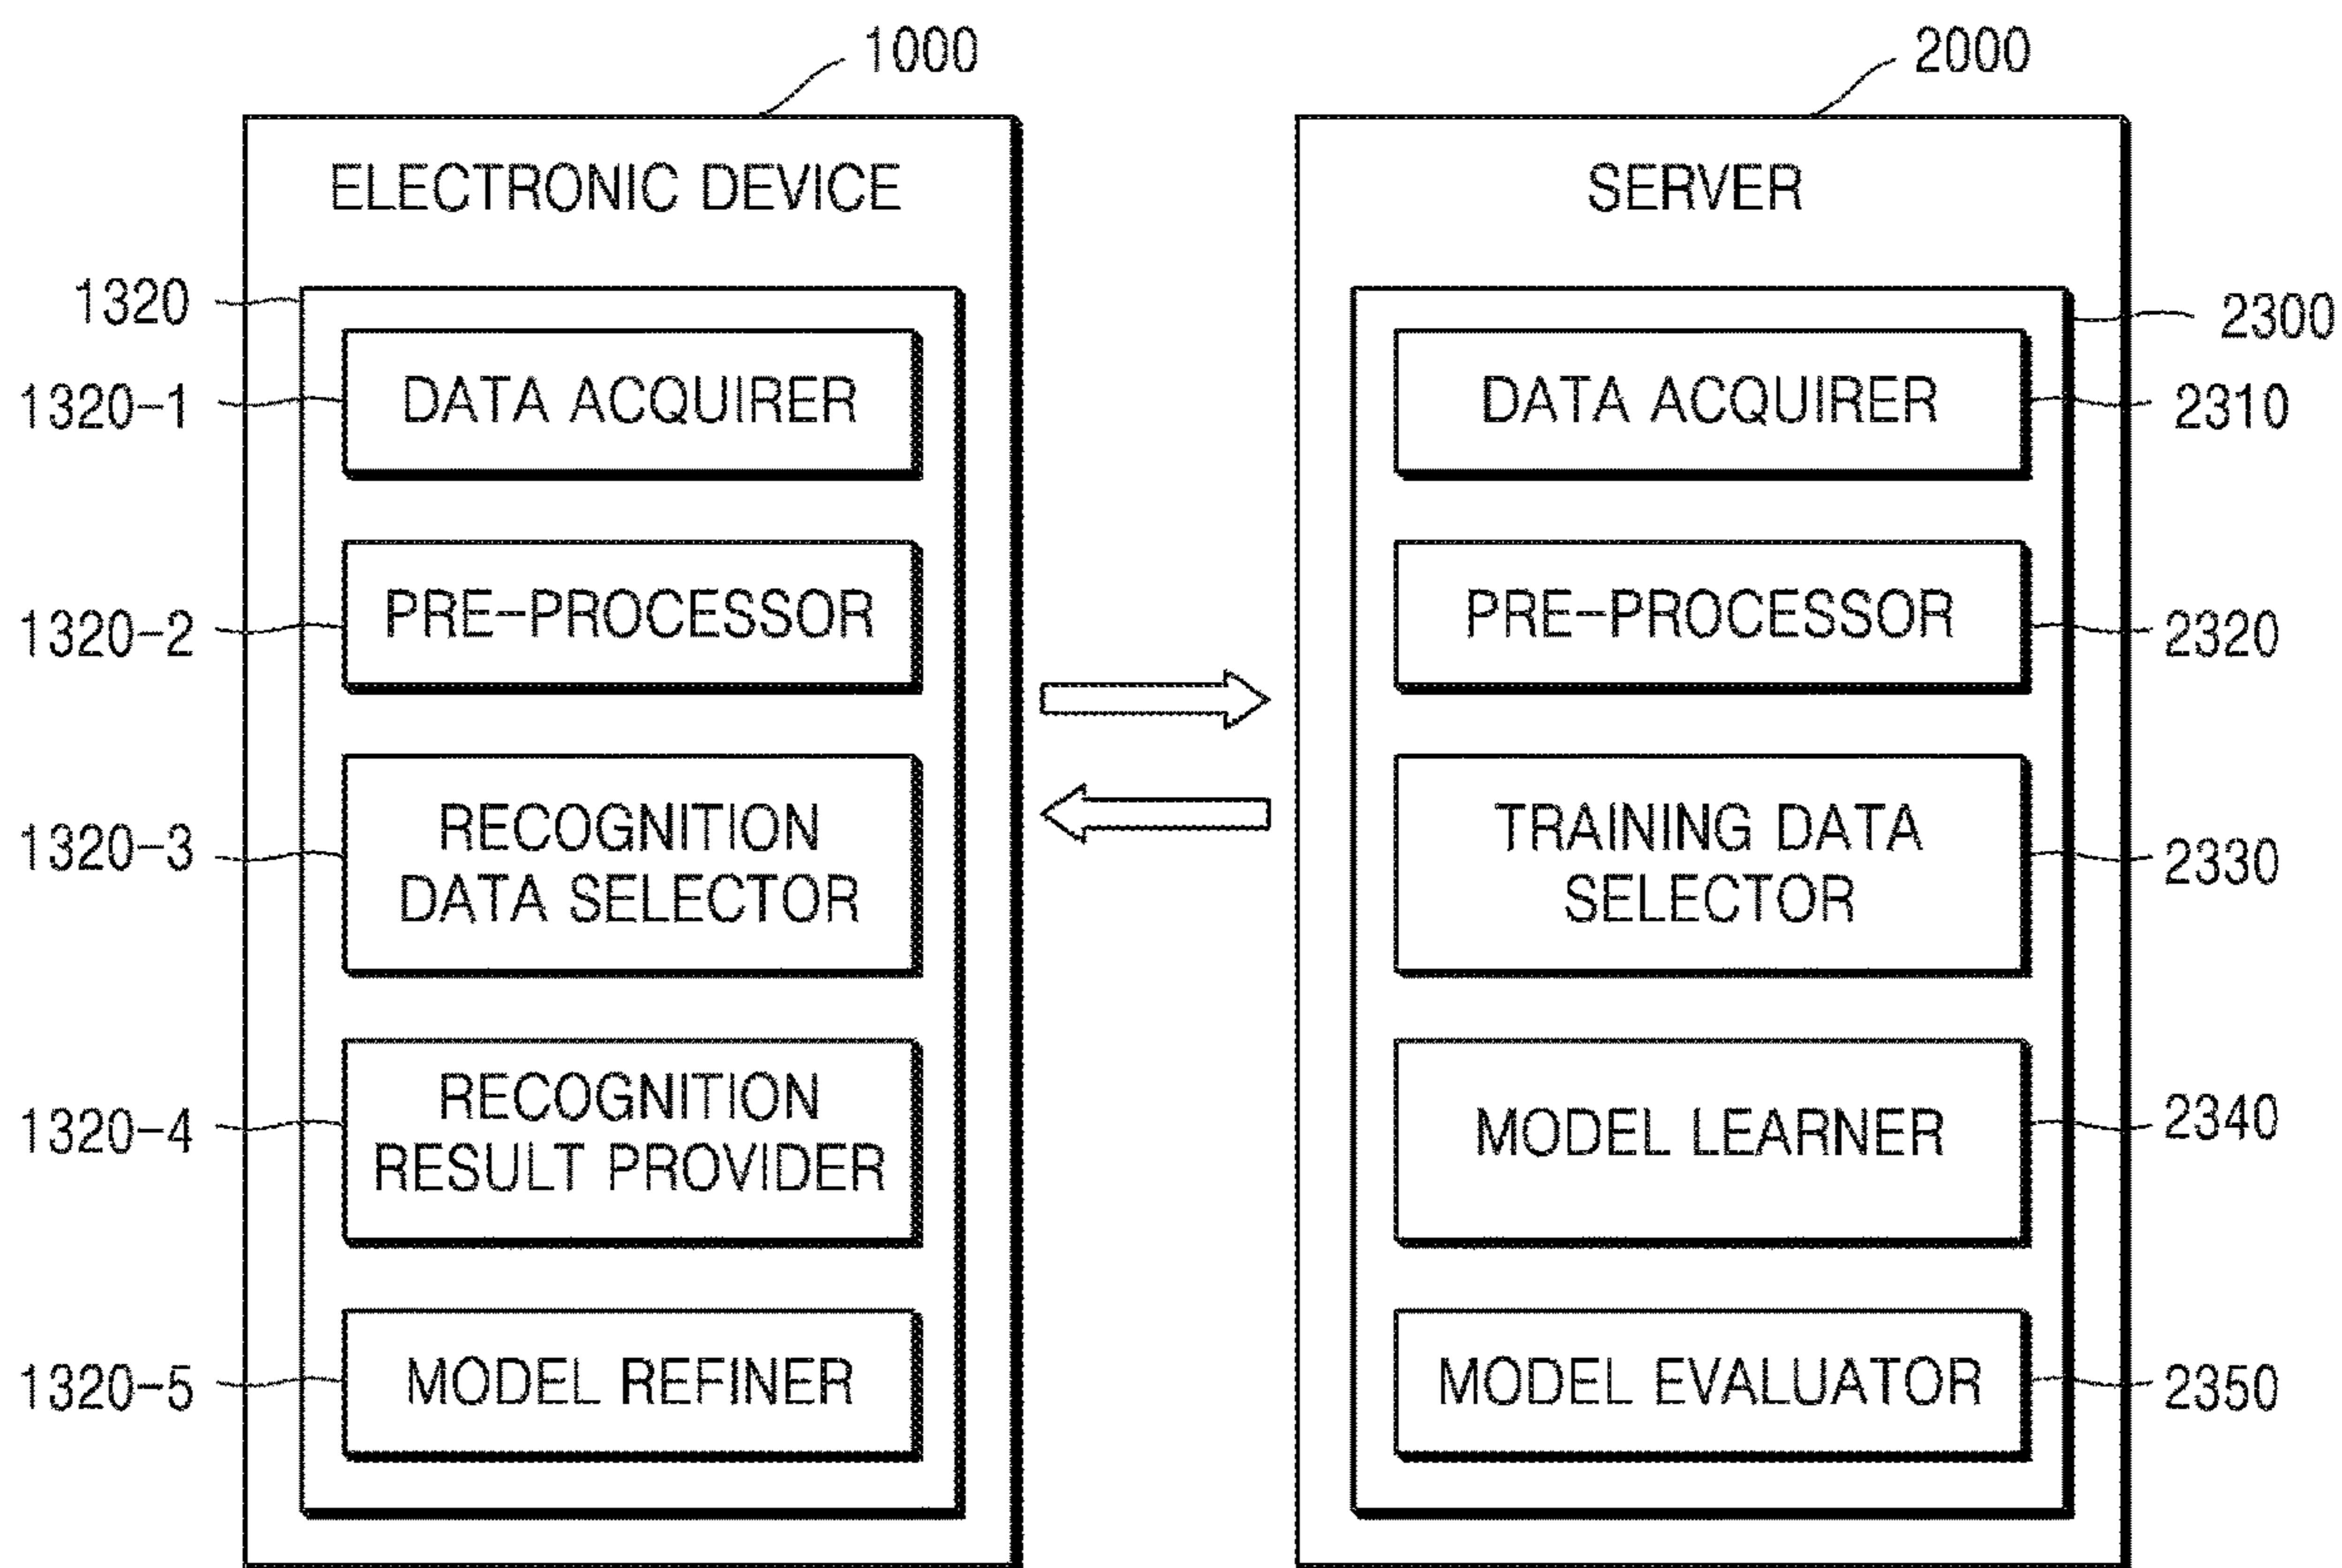 1000
ELECTRONIC DEVICE
1320
1320-1
DATA ACQUIRER
1320-2
PRE-PROCESSOR
1320-3
RECOGNITION
DATA SELECTOR
1320-4
RECOGNITION
RESULT PROVIDER
1320-5
MODEL REFINER
2000
SERVER
2300
DATA ACQUIRER
2310
PRE-PROCESSOR
2320
TRAINING DATA
SELECTOR
2330
MODEL LEARNER
2340
MODEL EVALUATOR
2350